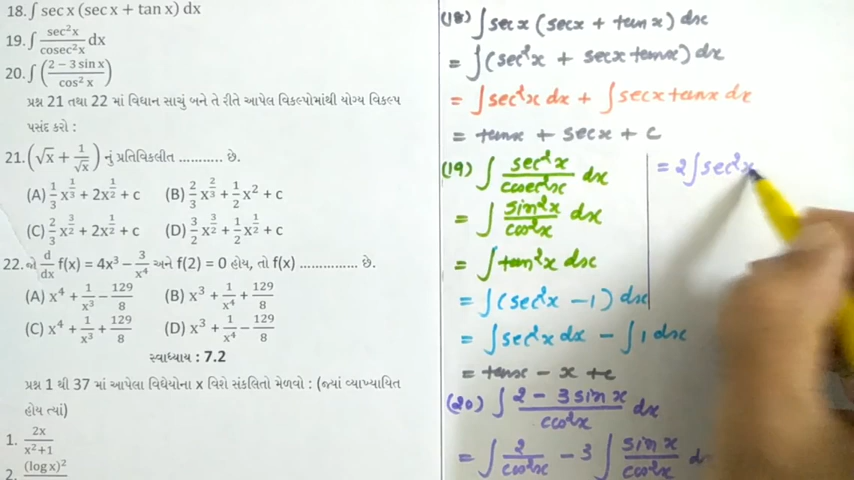 18. ∫ sec x (sec x + tan x) dx
19. ∫ sec²x / cosec²x dx
20. ∫ ((2 − 3 sin x) / cos² x)
પ્રશ્ન 21 તથા 22 માં વિધાન સાચું બને તે રીતે આપેલ વિકલ્પોમાંથી યોગ્ય વિકલ્પ
પસંદ કરો :
21. (√x + 1/√x) નું પ્રતિવિકલીત ........... છે.
(A) 1/3 x^(1/3) + 2x^(1/2) + c (B) 2/3 x^(2/3) + 1/2 x² + c
(C) 2/3 x^(3/2) + 2x^(1/2) + c (D) 3/2 x^(3/2) + 1/2 x^(1/2) + c
22. જો d/dx f(x) = 4x³ − 3/x⁴ અને f(2) = 0 હોય, તો f(x) .............. છે.
(A) x⁴ + 1/x³ − 129/8 (B) x³ + 1/x⁴ + 129/8
(C) x⁴ + 1/x³ + 129/8 (D) x³ + 1/x⁴ − 129/8
સ્વાધ્યાય : 7.2
પ્રશ્ન 1 થી 37 માં આપેલા વિધેયોના x વિશે સંકલિતો મેળવો : (જ્યાં વ્યાખ્યાયિત
હોય ત્યાં)
1. 2x / x²+1
2. (log x)²
(18) ∫ sec x (sec x + tan x) dx
= ∫ (sec²x + sec x tan x) dx
= ∫ sec²x dx + ∫ sec x tan x dx
= tan x + sec x + c
(19) ∫ sec²x / cosec²x dx
= ∫ sin²x / cos²x dx
= ∫ tan²x dx
= ∫ (sec²x − 1) dx
= ∫ sec²x dx − ∫ 1 dx
= tan x − x + c
(20) ∫ (2 − 3 sin x) / cos²x dx
= ∫ 2 / cos²x − 3 ∫ sin x / cos²x
= 2 ∫ sec²x